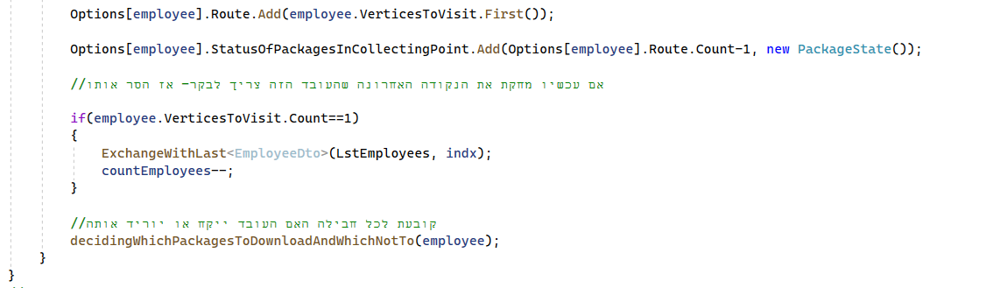 Options[employee].Route.Add(employee.VerticesToVisit.First());
Options[employee].StatusOfPackagesInCollectingPoint.Add(Options[employee].Route.Count-1, new PackageState());
//אם עכשיו מחקת את הנקודה האחרונה שהעובד הזה צריך לבקר- אז הסר אותו
if(employee.VerticesToVisit.Count==1)
{
ExchangeWithLast<EmployeeDto>(LstEmployees, indx);
countEmployees--;
}
//קובעת לכל חבילה האם העובד ייקח או יוריד אותה
decidingWhichPackagesToDownloadAndWhichNotTo(employee);
}
}